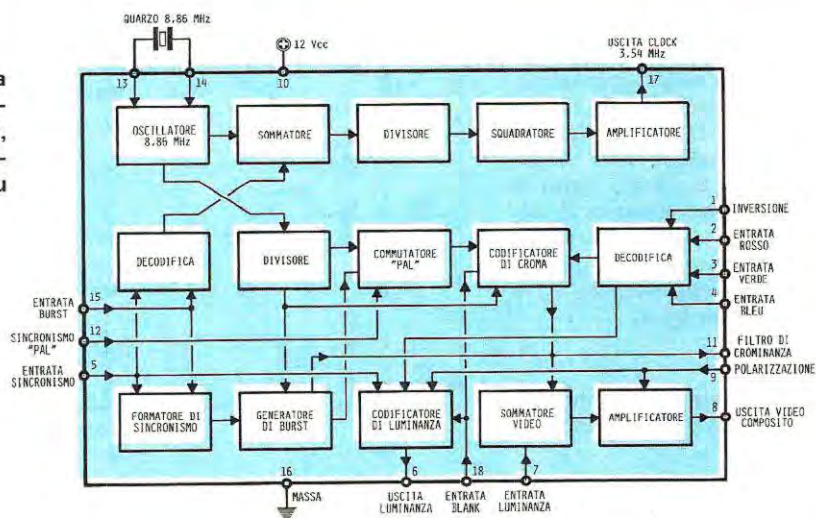 QUARZO 8.86 MHz
12 Vcc
USCITA CLOCK
3.54 MHz
13
14
10
17
a
-
,
-
u
OSCILLATORE
8.86 MHz
SOMMATORE
DIVISORE
SQUADRATORE
AMPLIFICATORE
1
INVERSIONE
2
ENTRATA
ROSSO
3
ENTRATA
VERDE
4
ENTRATA
BLEU
DECODIFICA
DIVISORE
COMMUTATORE
"PAL"
CODIFICATORE
DI CROMA
DECODIFICA
ENTRATA
BURST
15
SINCRONISMO
"PAL"
12
ENTRATA
SINCRONISMO
5
11
FILTRO DI
CROMINANZA
POLARIZZAZIONE
9
FORMATORE DI
SINCRONISMO
GENERATORE
DI BURST
CODIFICATORE
DI LUMINANZA
SOMMATORE
VIDEO
AMPLIFICATORE
8
USCITA VIDEO
COMPOSITO
16
MASSA
6
USCITA
LUMINANZA
18
ENTRATA
BLANK
7
ENTRATA
LUMINANZA